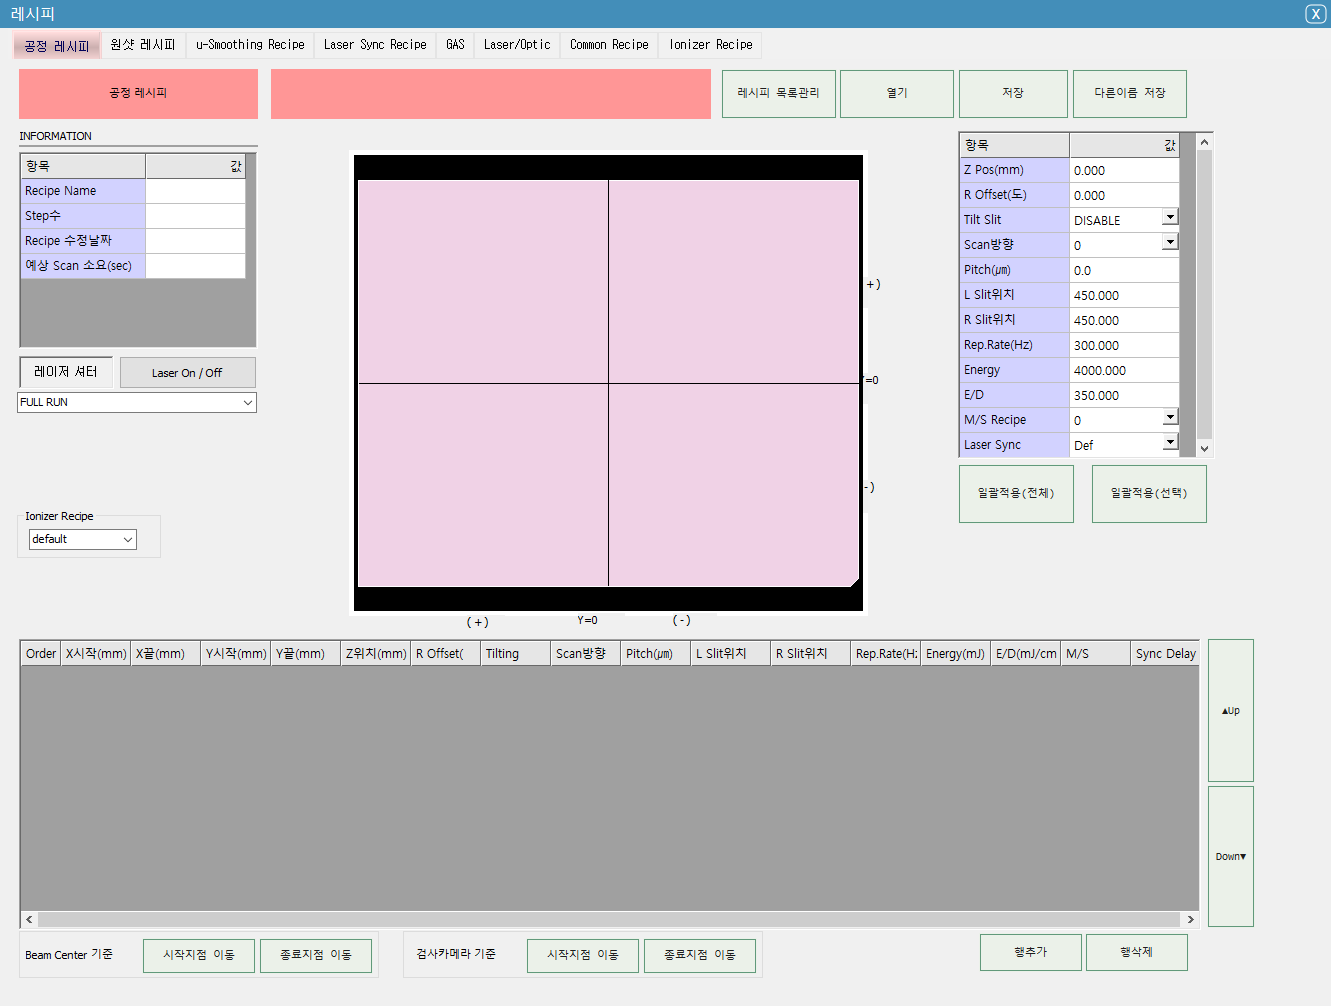 레시피
X
공정 레시피 원샷 레시피 u-Smoothing Recipe Laser Sync Recipe GAS Laser/Optic Common Recipe Ionizer Recipe
공정 레시피
레시피 목록관리 열기 저장 다른이름 저장
INFORMATION
항목 값
Recipe Name
Step수
Recipe 수정날짜
예상 Scan 소요(sec)
레이저 셔터 Laser On / Off
FULL RUN
Ionizer Recipe
default
+)
=0
-)
(+) Y=0 (-)
항목 값
Z Pos(mm) 0.000
R Offset(도) 0.000
Tilt Slit DISABLE
Scan방향 0
Pitch(㎛) 0.0
L Slit위치 450.000
R Slit위치 450.000
Rep.Rate(Hz) 300.000
Energy 4000.000
E/D 350.000
M/S Recipe 0
Laser Sync Def
일괄적용(전체) 일괄적용(선택)
Order X시작(mm) X끝(mm) Y시작(mm) Y끝(mm) Z위치(mm) R Offset( Tilting Scan방향 Pitch(㎛) L Slit위치 R Slit위치 Rep.Rate(Hz Energy(mJ) E/D(mJ/cm M/S Sync Delay
▲Up
Down▼
Beam Center 기준 시작지점 이동 종료지점 이동 검사카메라 기준 시작지점 이동 종료지점 이동 행추가 행삭제